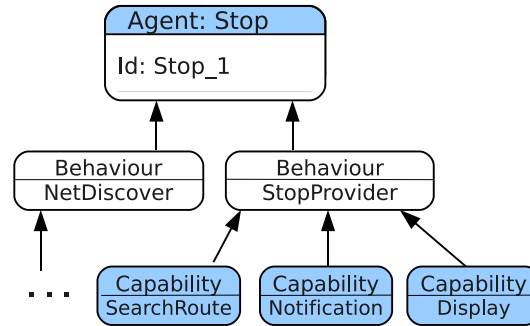 Agent: Stop
Id: Stop_1
Behaviour
NetDiscover
Behaviour
StopProvider
...
Capability
SearchRoute
Capability
Notification
Capability
Display